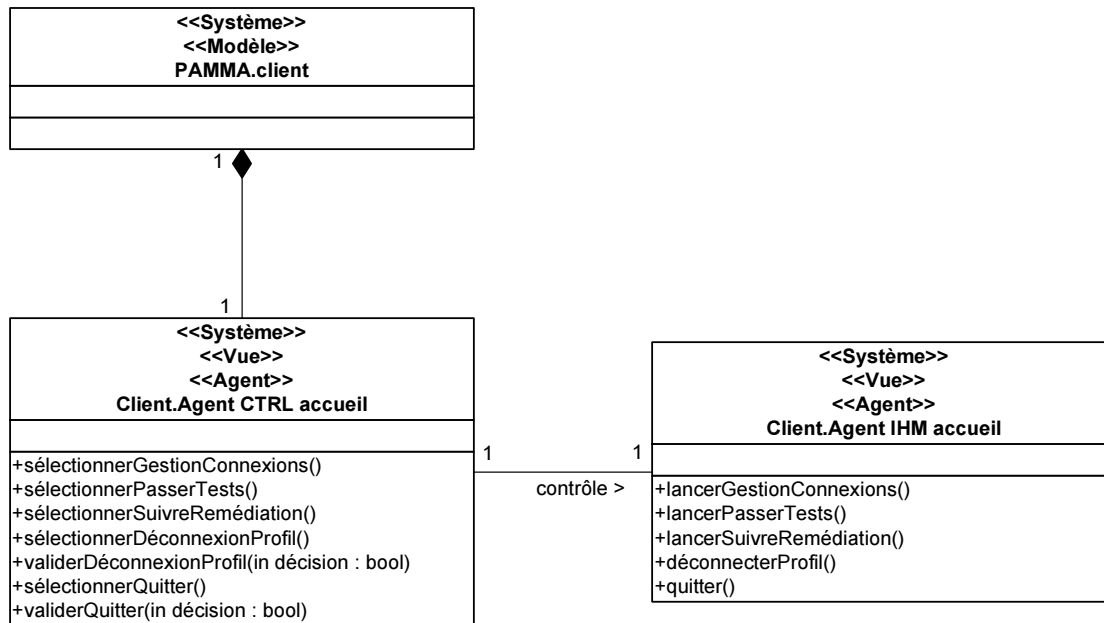 <<Système>>
<<Modèle>>
PAMMA.client
1
1
<<Système>>
<<Vue>>
<<Agent>>
Client.Agent CTRL accueil
+sélectionnerGestionConnexions()
+sélectionnerPasserTests()
+sélectionnerSuivreRemédiation()
+sélectionnerDéconnexionProfil()
+validerDéconnexionProfil(in décision : bool)
+sélectionnerQuitter()
+validerQuitter(in décision : bool)
1
1
contrôle >
<<Système>>
<<Vue>>
<<Agent>>
Client.Agent IHM accueil
+lancerGestionConnexions()
+lancerPasserTests()
+lancerSuivreRemédiation()
+déconnecterProfil()
+quitter()